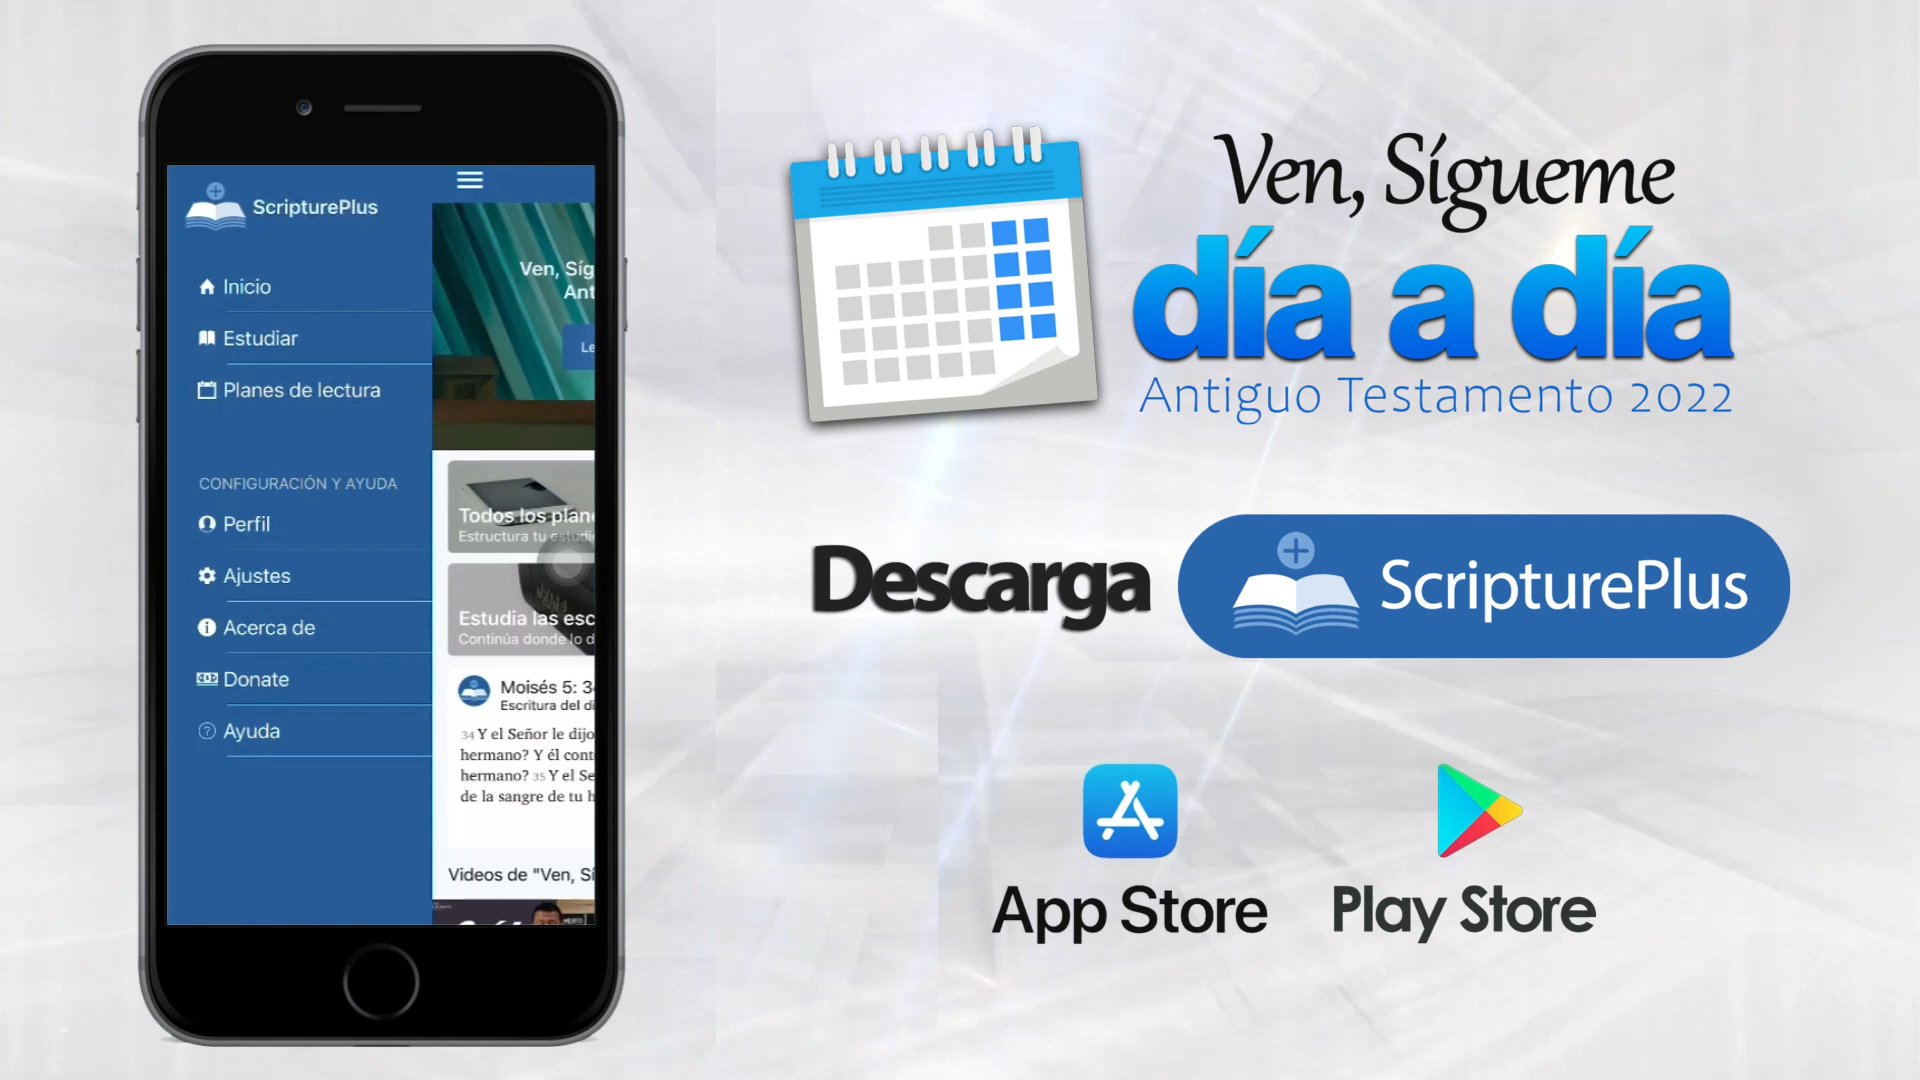 ScripturePlus
Inicio
Estudiar
Planes de lectura
CONFIGURACIÓN Y AYUDA
Perfil
Ajustes
Acerca de
Donate
Ayuda
Ven, Síg
Ant
Le
Todos los plan
Estructura tu estudi
Estudia las esc
Continúa donde lo d
Moisés 5: 3
Escritura del di
34 Y el Señor le dijo
hermano? Y él cont
hermano? 35 Y el Se
de la sangre de tu h
Videos de "Ven, Sí
Ven, Sígueme
día a día
Antiguo Testamento 2022
Descarga
ScripturePlus
App Store
Play Store